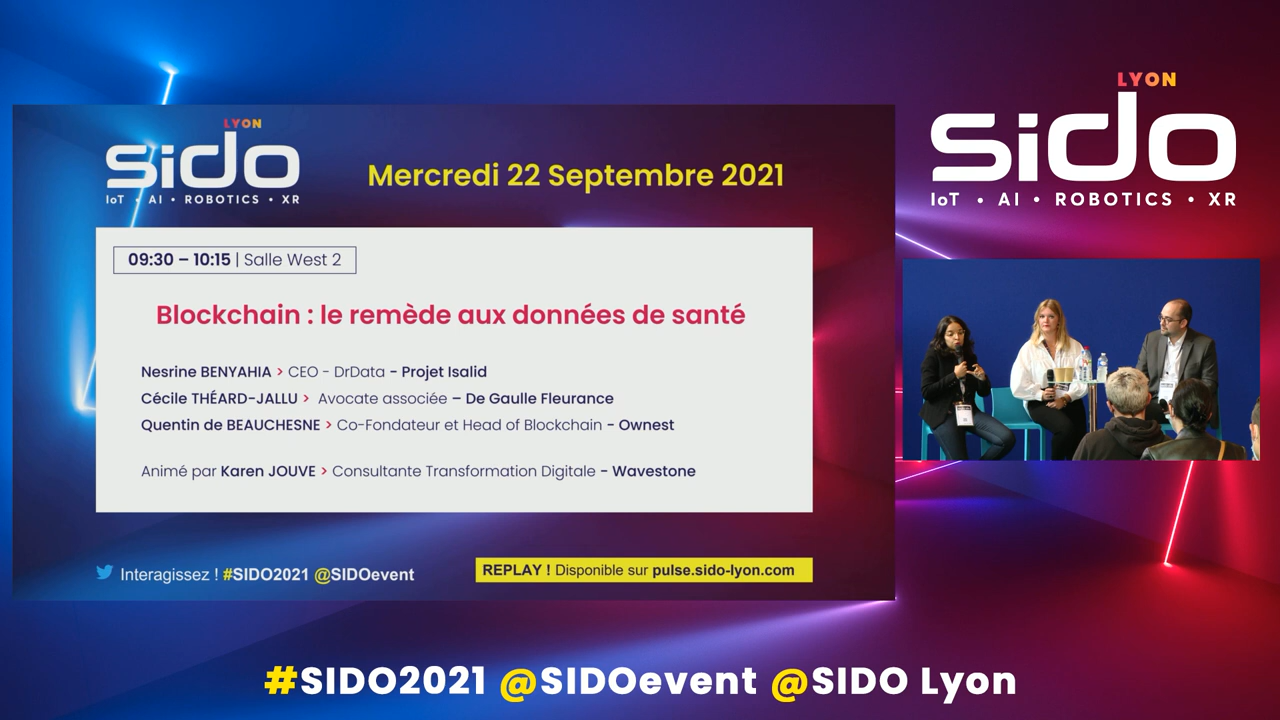 LYON
sido
IoT • AI • ROBOTICS • XR
Mercredi 22 Septembre 2021
09:30 – 10:15 | Salle West 2
Blockchain : le remède aux données de santé
Nesrine BENYAHIA > CEO - DrData - Projet Isalid
Cécile THÉARD-JALLU > Avocate associée – De Gaulle Fleurance
Quentin de BEAUCHESNE > Co-Fondateur et Head of Blockchain - Ownest
Animé par Karen JOUVE > Consultante Transformation Digitale - Wavestone
Interagissez ! #SIDO2021 @SIDOevent
REPLAY ! Disponible sur pulse.sido-lyon.com
LYON
sido
IoT • AI • ROBOTICS • XR
#SIDO2021 @SIDOevent @SIDO Lyon